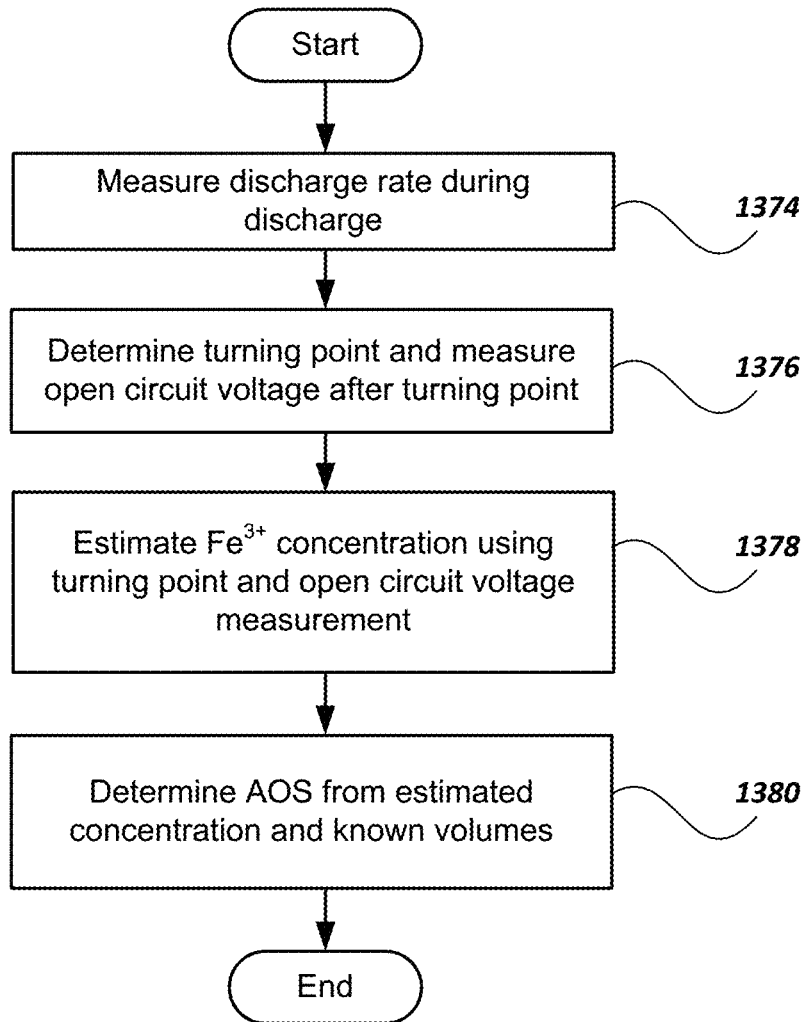 Start
Measure discharge rate during
discharge
1374
Determine turning point and measure
open circuit voltage after turning point
1376
Estimate Fe³⁺ concentration using
turning point and open circuit voltage
measurement
1378
Determine AOS from estimated
concentration and known volumes
1380
End